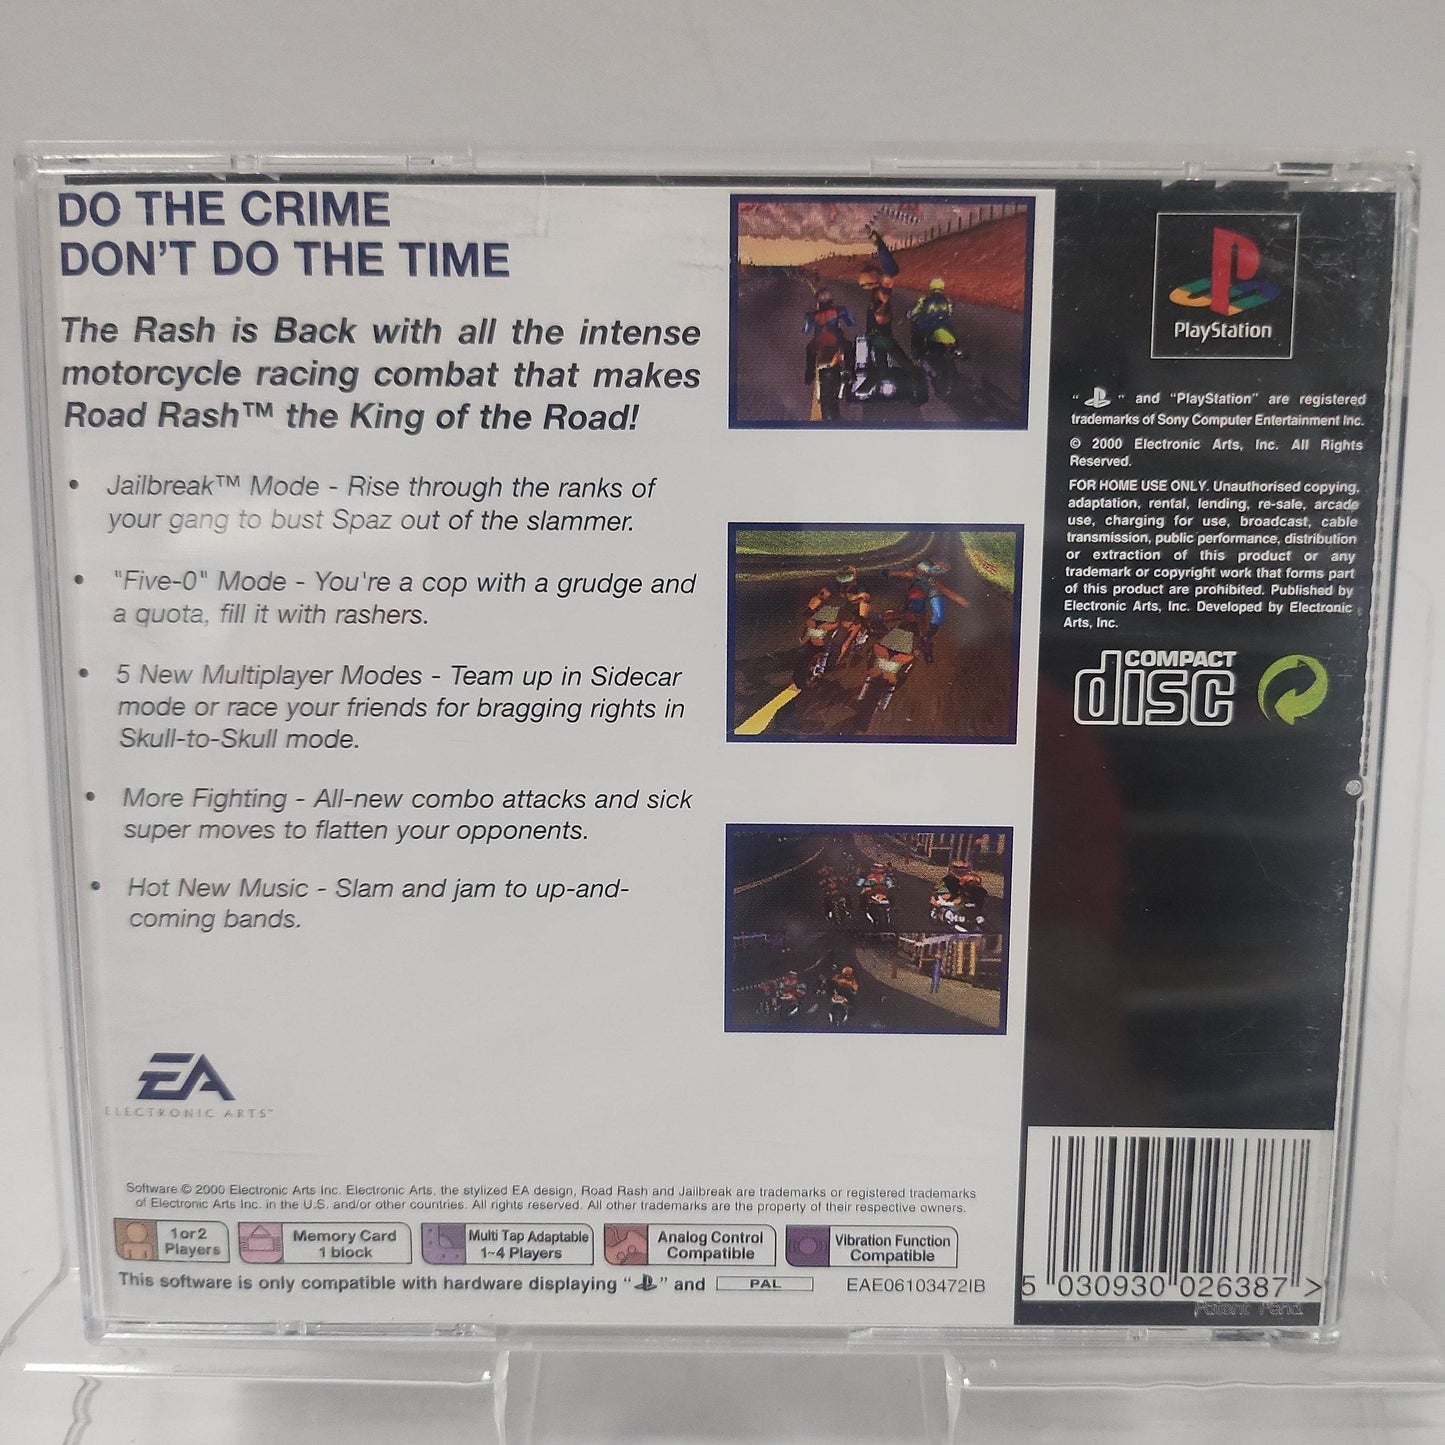 DO THE CRIME
DON'T DO THE TIME
The Rash is Back with all the intense
motorcycle racing combat that makes
Road Rash™ the King of the Road!
• Jailbreak™ Mode - Rise through the ranks of
your gang to bust Spaz out of the slammer.
• "Five-0" Mode - You're a cop with a grudge and
a quota, fill it with rashers.
• 5 New Multiplayer Modes - Team up in Sidecar
mode or race your friends for bragging rights in
Skull-to-Skull mode.
• More Fighting - All-new combo attacks and sick
super moves to flatten your opponents.
• Hot New Music - Slam and jam to up-and-
coming bands.
EA
ELECTRONIC ARTS™
Software © 2000 Electronic Arts Inc. Electronic Arts, the stylized EA design, Road Rash and Jailbreak are trademarks or registered trademarks
of Electronic Arts Inc. in the U.S. and/or other countries. All rights reserved. All other trademarks are the property of their respective owners.
1 or 2
Players
Memory Card
1 block
Multi Tap Adaptable
1~4 Players
Analog Control
Compatible
Vibration Function
Compatible
This software is only compatible with hardware displaying " " and PAL EAE06103472IB
PlayStation
" " and "PlayStation" are registered
trademarks of Sony Computer Entertainment Inc.
© 2000 Electronic Arts, Inc. All Rights
Reserved.
FOR HOME USE ONLY. Unauthorised copying,
adaptation, rental, lending, re-sale, arcade
use, charging for use, broadcast, cable
transmission, public performance, distribution
or extraction of this product or any
trademark or copyright work that forms part
of this product are prohibited. Published by
Electronic Arts, Inc. Developed by Electronic
Arts, Inc.
COMPACT
disc
5 030930 026387 >
Patent Pend.